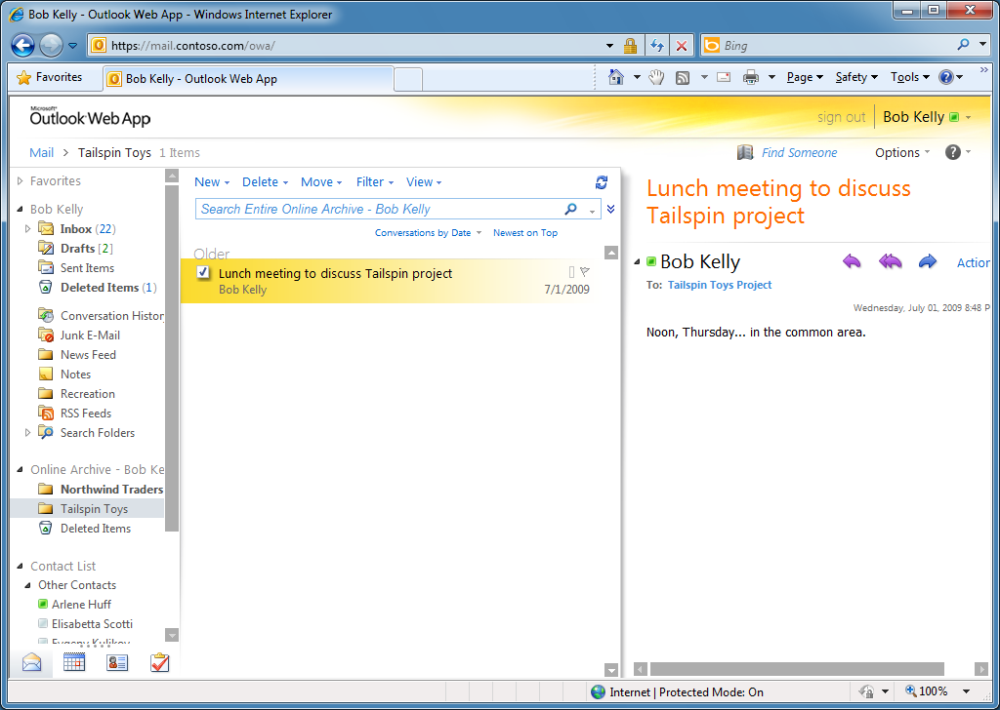 Bob Kelly - Outlook Web App - Windows Internet Explorer
https://mail.contoso.com/owa/
Bing
Favorites
Bob Kelly - Outlook Web App
Page
Safety
Tools
Microsoft®
Outlook Web App
sign out
Bob Kelly
Mail > Tailspin Toys 1 Items
Find Someone
Options
Favorites
Bob Kelly
Inbox (22)
Drafts [2]
Sent Items
Deleted Items (1)
Conversation Histor
Junk E-Mail
News Feed
Notes
Recreation
RSS Feeds
Search Folders
Online Archive - Bob Ke
Northwind Traders
Tailspin Toys
Deleted Items
Contact List
Other Contacts
Arlene Huff
Elisabetta Scotti
Evgeny Kulikov
New Delete Move Filter View
Search Entire Online Archive - Bob Kelly
Conversations by Date Newest on Top
Older
Lunch meeting to discuss Tailspin project
Bob Kelly 7/1/2009
Lunch meeting to discuss
Tailspin project
Bob Kelly
Action
To: Tailspin Toys Project
Wednesday, July 01, 2009 8:48 P
Noon, Thursday... in the common area.
Internet | Protected Mode: On
100%